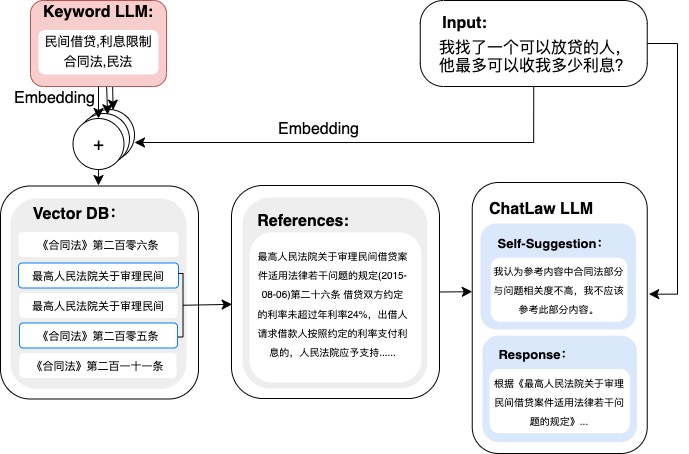 Keyword LLM:
民间借贷,利息限制
合同法,民法
Input:
我找了一个可以放贷的人，
他最多可以收我多少利息?
Embedding
Embedding
+
Vector DB：
《合同法》第二百零六条
最高人民法院关于审理民间
最高人民法院关于审理民间
《合同法》第二百零五条
《合同法》第二百一十一条
References:
最高人民法院关于审理民间借贷案
件适用法律若干问题的规定(2015-
08-06)第二十六条 借贷双方约定
的利率未超过年利率24%，出借人
请求借款人按照约定的利率支付利
息的，人民法院应予支持......
ChatLaw LLM
Self-Suggestion：
我认为参考内容中合同法部分
与问题相关度不高，我不应该
参考此部分内容。
Response：
根据《最高人民法院关于审理
民间借贷案件适用法律若干问
题的规定》...